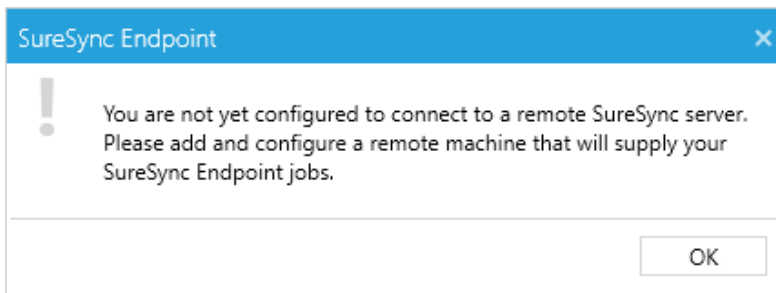 SureSync Endpoint
You are not yet configured to connect to a remote SureSync server.
Please add and configure a remote machine that will supply your
SureSync Endpoint jobs.
OK